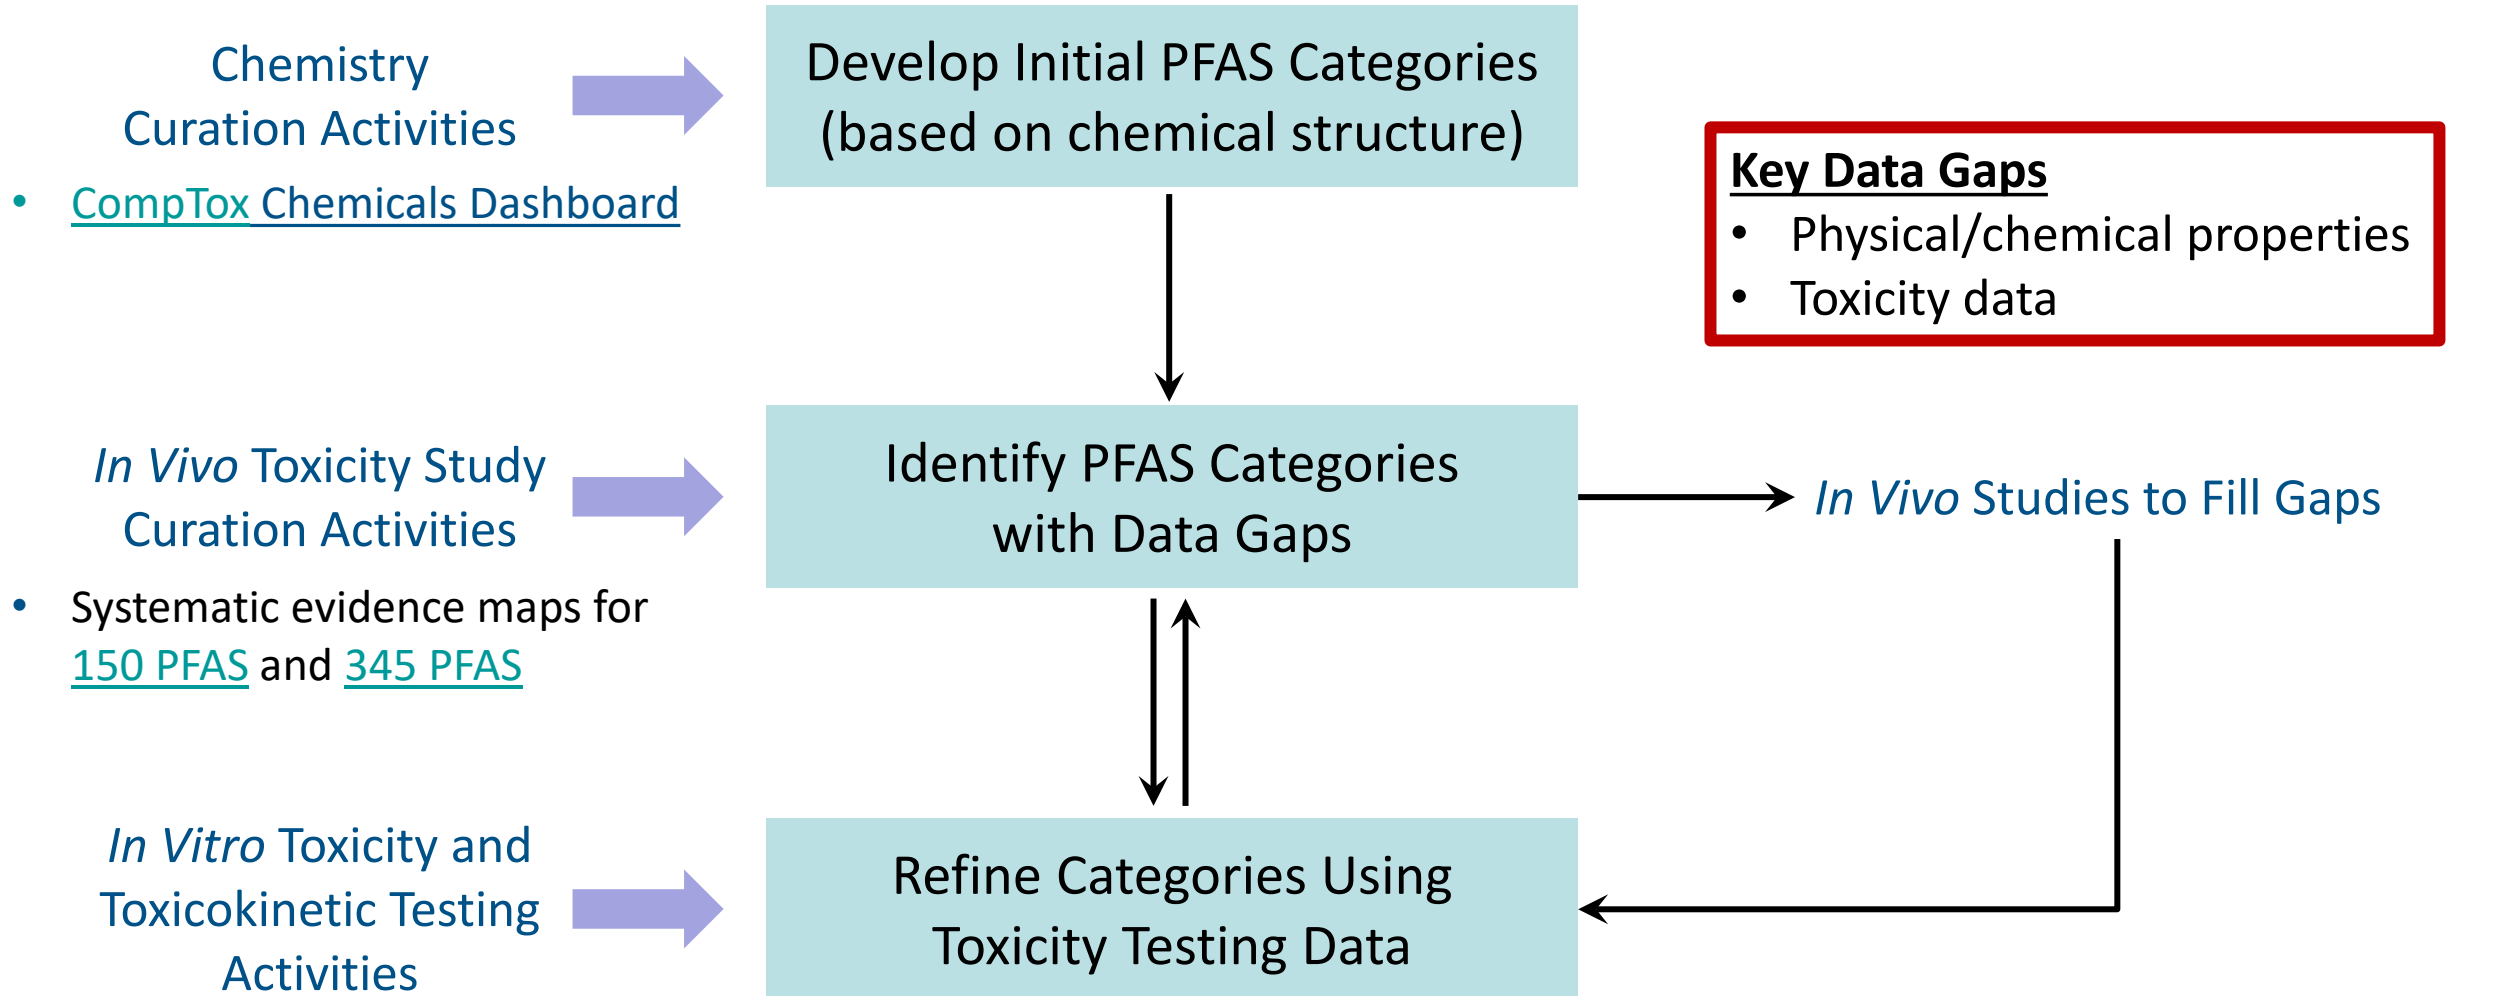 Chemistry
Curation Activities
• CompTox Chemicals Dashboard
Develop Initial PFAS Categories
(based on chemical structure)
Key Data Gaps
• Physical/chemical properties
• Toxicity data
In Vivo Toxicity Study
Curation Activities
• Systematic evidence maps for
150 PFAS and 345 PFAS
Identify PFAS Categories
with Data Gaps
In Vivo Studies to Fill Gaps
In Vitro Toxicity and
Toxicokinetic Testing
Activities
Refine Categories Using
Toxicity Testing Data